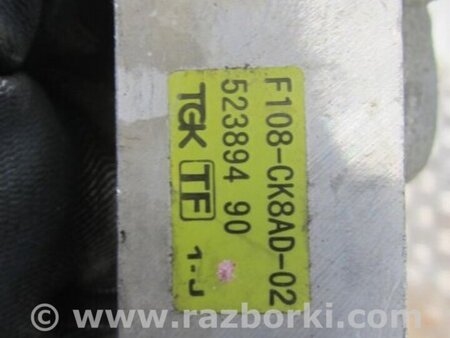 F108-CK8AD-02
523894 90
TGK TF 1-J
© www.razborki.com